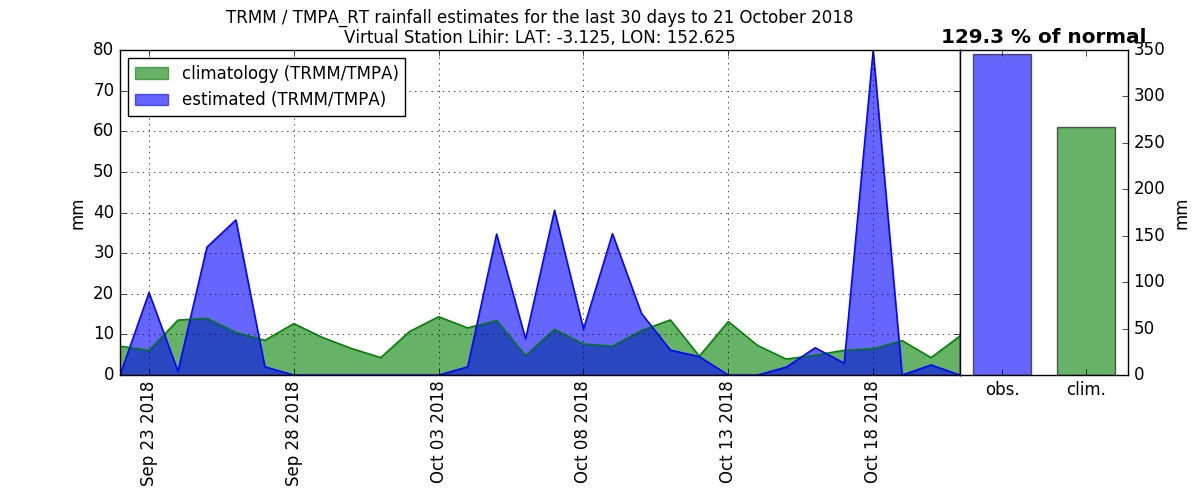 TRMM / TMPA_RT rainfall estimates for the last 30 days to 21 October 2018
Virtual Station Lihir: LAT: -3.125, LON: 152.625
129.3 % of normal
climatology (TRMM/TMPA)
estimated (TRMM/TMPA)
mm
80
70
60
50
40
30
20
10
0
Sep 23 2018
Sep 28 2018
Oct 03 2018
Oct 08 2018
Oct 13 2018
Oct 18 2018
obs.
clim.
350
300
250
200
150
100
50
0
mm